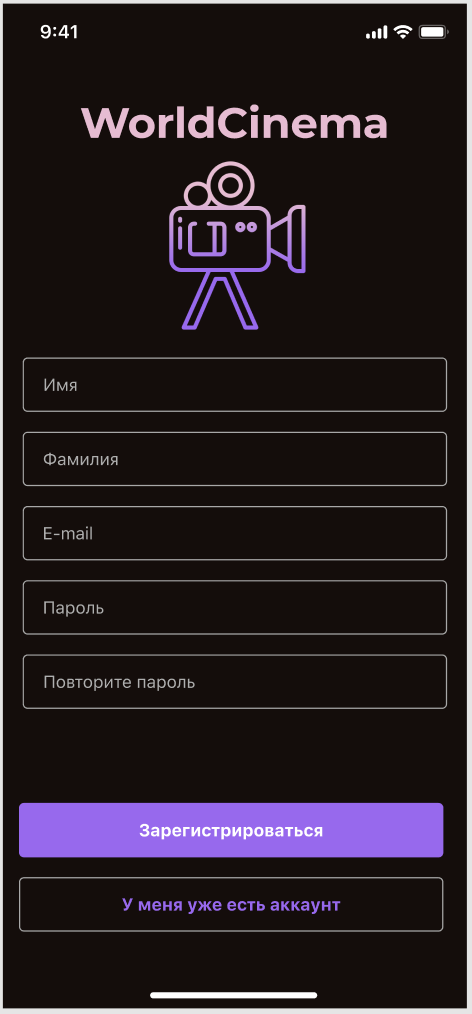 9:41
WorldCinema
Имя
Фамилия
E-mail
Пароль
Повторите пароль
Зарегистрироваться
У меня уже есть аккаунт